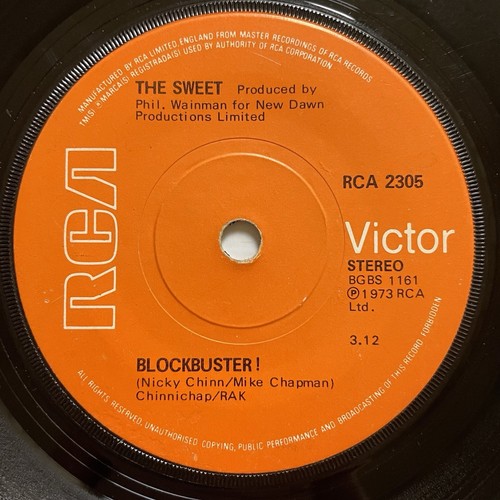 MANUFACTURED BY RCA LIMITED, ENGLAND FROM MASTER RECORDINGS OF RCA RECORDS
TM(S) ® MARCA(S) REGISTRADA(S) USED BY AUTHORITY OF RCA CORPORATION
THE SWEET Produced by
Phil. Wainman for New Dawn
Productions Limited
RCA
RCA 2305
Victor
STEREO
BGBS 1161
℗ 1973 RCA
Ltd.
3.12
BLOCKBUSTER!
(Nicky Chinn/Mike Chapman)
Chinnichap/RAK
ALL RIGHTS RESERVED, UNAUTHORISED COPYING, PUBLIC PERFORMANCE AND BROADCASTING OF THIS RECORD FORBIDDEN